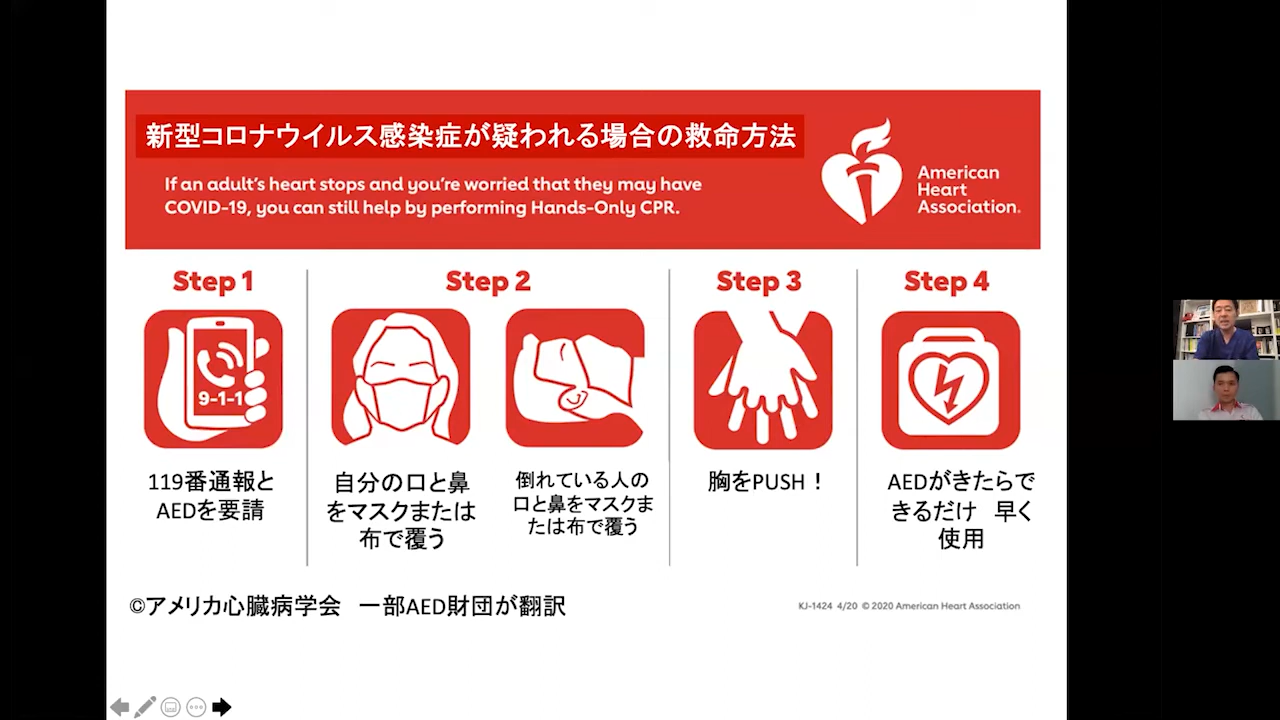 新型コロナウイルス感染症が疑われる場合の救命方法
If an adult's heart stops and you're worried that they may have
COVID-19, you can still help by performing Hands-Only CPR.
American
Heart
Association®
Step 1
9-1-1
119番通報と
AEDを要請
Step 2
自分の口と鼻
をマスクまたは
布で覆う
倒れている人の
口と鼻をマスクま
たは布で覆う
Step 3
胸をPUSH！
Step 4
AEDがきたらで
きるだけ 早く
使用
©アメリカ心臓病学会 一部AED財団が翻訳
KJ-1424 4/20 © 2020 American Heart Association